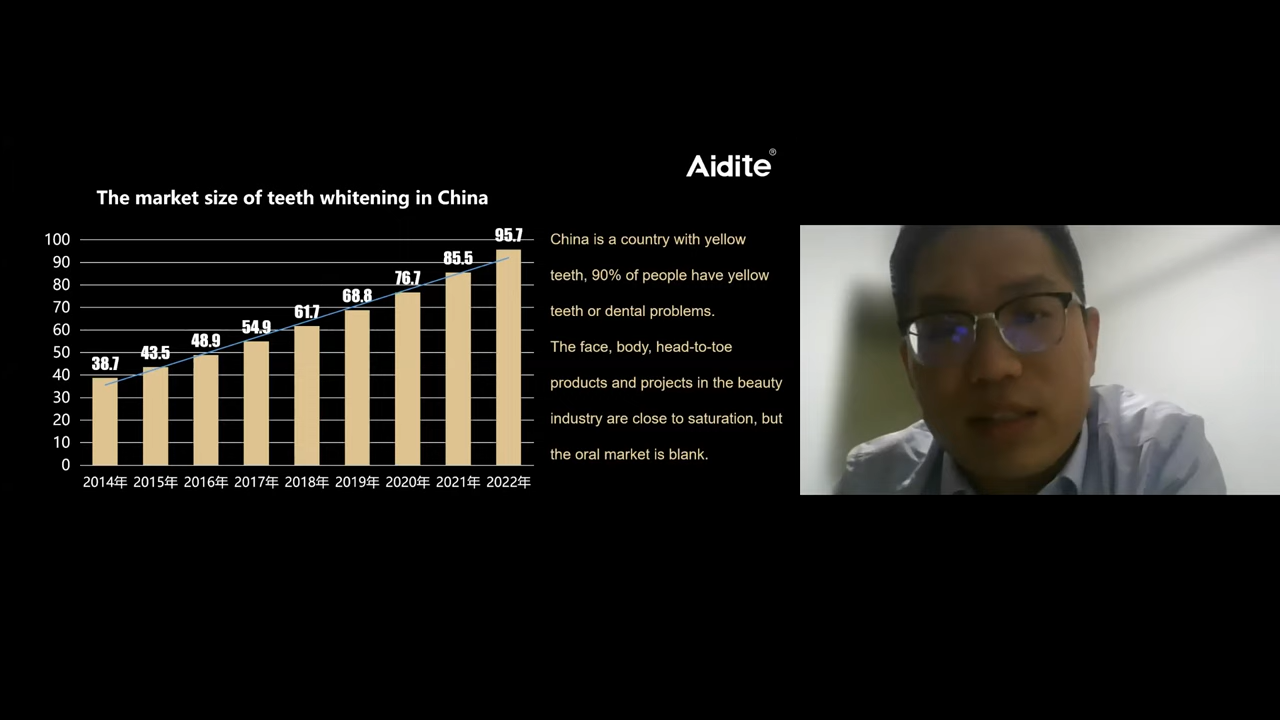 Aidite®
The market size of teeth whitening in China
100
90
80
70
60
50
40
30
20
10
0
38.7
43.5
48.9
54.9
61.7
68.8
76.7
85.5
95.7
2014年 2015年 2016年 2017年 2018年 2019年 2020年 2021年 2022年
China is a country with yellow
teeth, 90% of people have yellow
teeth or dental problems.
The face, body, head-to-toe
products and projects in the beauty
industry are close to saturation, but
the oral market is blank.